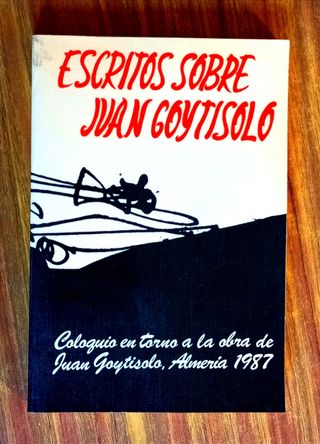 ESCRITOS SOBRE
JUAN GOYTISOLO
Coloquio en torno a la obra de
Juan Goytisolo, Almería 1987